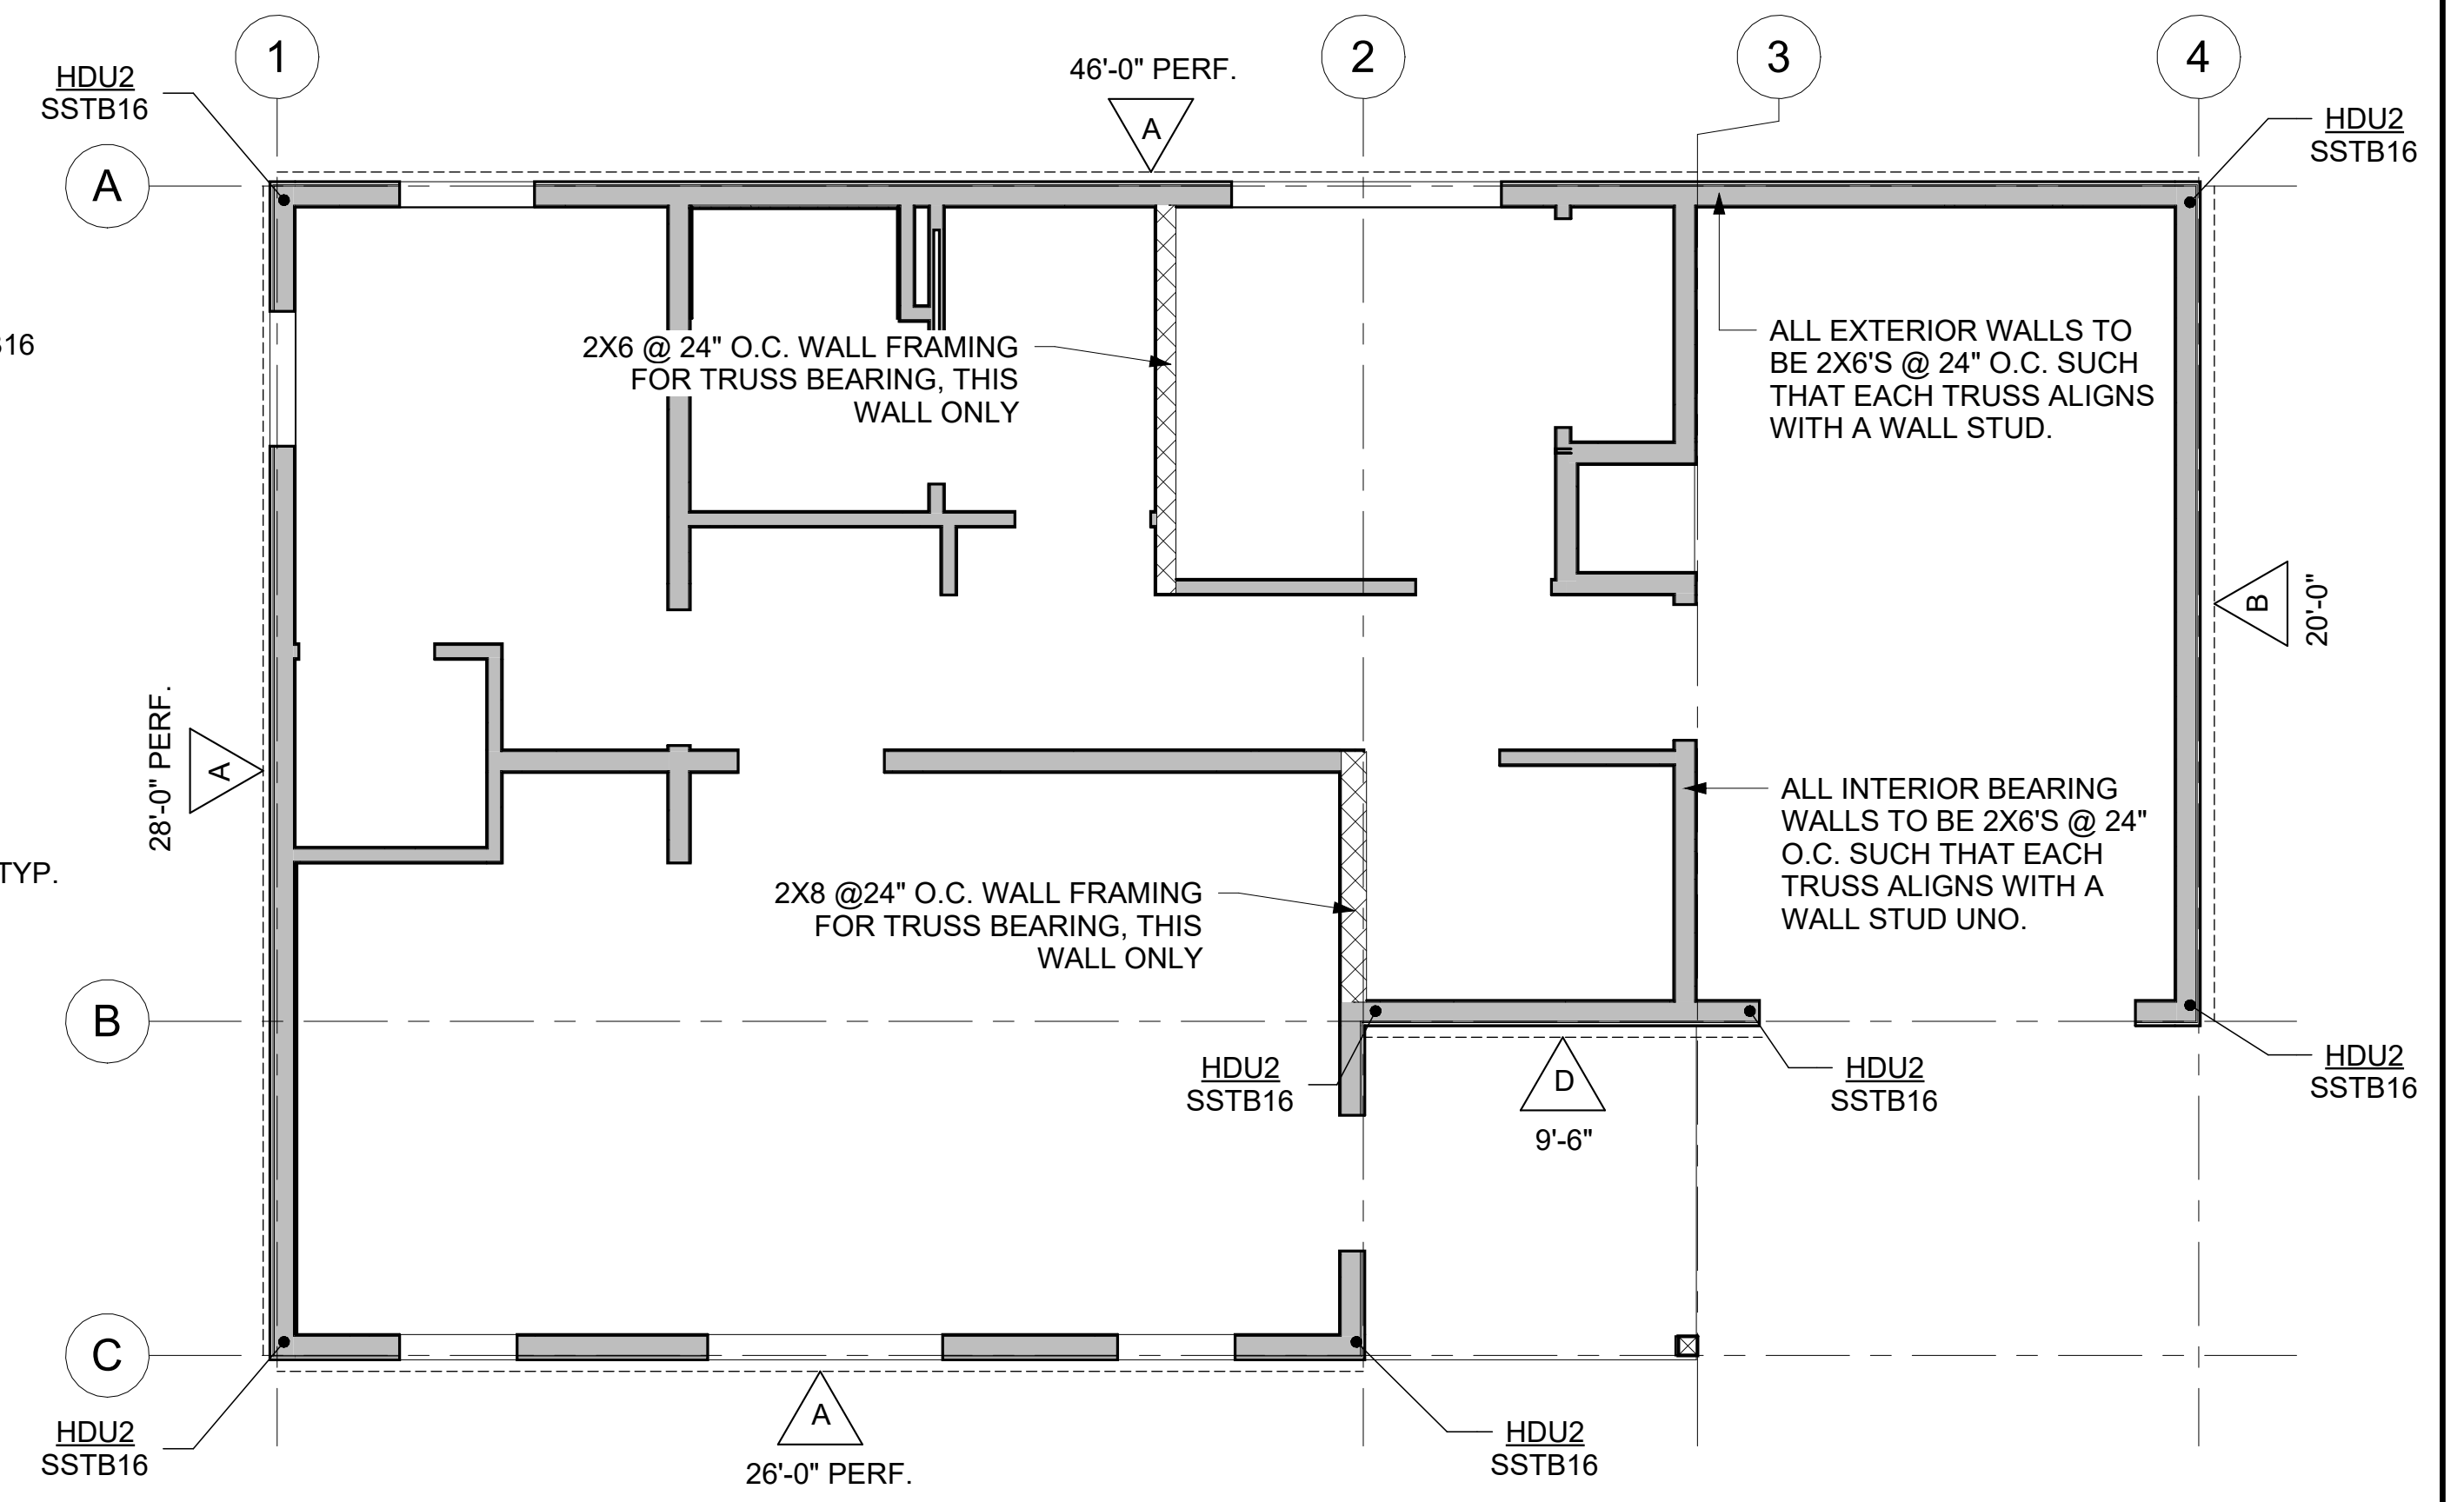 1
2
3
4
46'-0" PERF.
A
HDU2
SSTB16
HDU2
SSTB16
A
16
2X6 @ 24" O.C. WALL FRAMING
FOR TRUSS BEARING, THIS
WALL ONLY
ALL EXTERIOR WALLS TO
BE 2X6'S @ 24" O.C. SUCH
THAT EACH TRUSS ALIGNS
WITH A WALL STUD.
B
20'-0"
28'-0" PERF.
A
ALL INTERIOR BEARING
WALLS TO BE 2X6'S @ 24"
O.C. SUCH THAT EACH
TRUSS ALIGNS WITH A
WALL STUD UNO.
TYP.
2X8 @24" O.C. WALL FRAMING
FOR TRUSS BEARING, THIS
WALL ONLY
B
HDU2
SSTB16
D
9'-6"
HDU2
SSTB16
HDU2
SSTB16
C
HDU2
SSTB16
A
26'-0" PERF.
HDU2
SSTB16